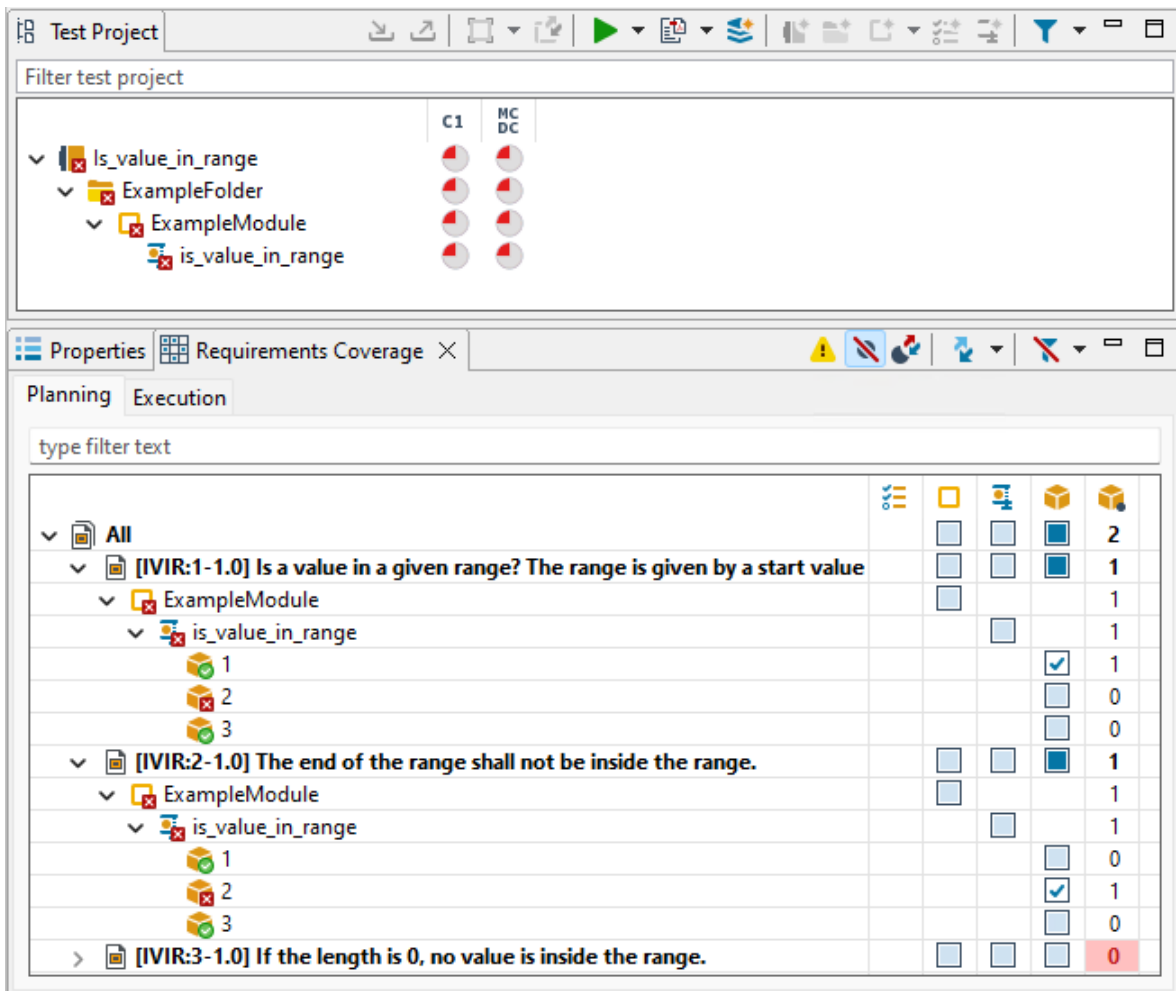 Test Project
Filter test project
C1 MC DC
Is_value_in_range
ExampleFolder
ExampleModule
is_value_in_range
Properties Requirements Coverage
Planning Execution
type filter text
All 2
[IVIR:1-1.0] Is a value in a given range? The range is given by a start value 1
ExampleModule 1
is_value_in_range 1
1 1
2 0
3 0
[IVIR:2-1.0] The end of the range shall not be inside the range. 1
ExampleModule 1
is_value_in_range 1
1 0
2 1
3 0
[IVIR:3-1.0] If the length is 0, no value is inside the range. 0